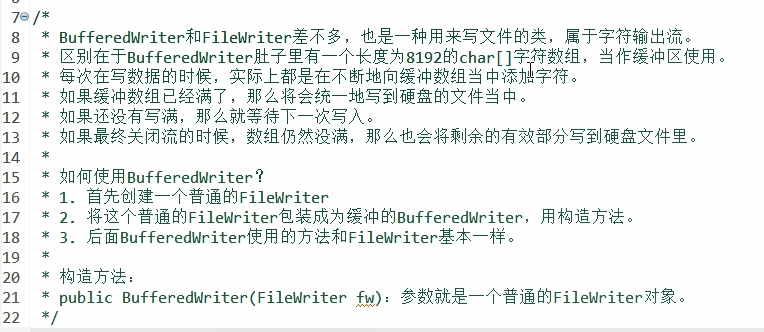 7 /*
8 * BufferedWriter和FileWriter差不多，也是一种用来写文件的类，属于字符输出流。
9 * 区别在于BufferedWriter肚子里有一个长度为8192的char[]字符数组，当作缓冲区使用。
10 * 每次在写数据的时候，实际上都是在不断地向缓冲数组当中添加字符。
11 * 如果缓冲数组已经满了，那么将会统一地写到硬盘的文件当中。
12 * 如果还没有写满，那么就等待下一次写入。
13 * 如果最终关闭流的时候，数组仍然没满，那么也会将剩余的有效部分写到硬盘文件里。
14 *
15 * 如何使用BufferedWriter？
16 * 1. 首先创建一个普通的FileWriter
17 * 2. 将这个普通的FileWriter包装成为缓冲的BufferedWriter，用构造方法。
18 * 3. 后面BufferedWriter使用的方法和FileWriter基本一样。
19 *
20 * 构造方法：
21 * public BufferedWriter(FileWriter fw)：参数就是一个普通的FileWriter对象。
22 */